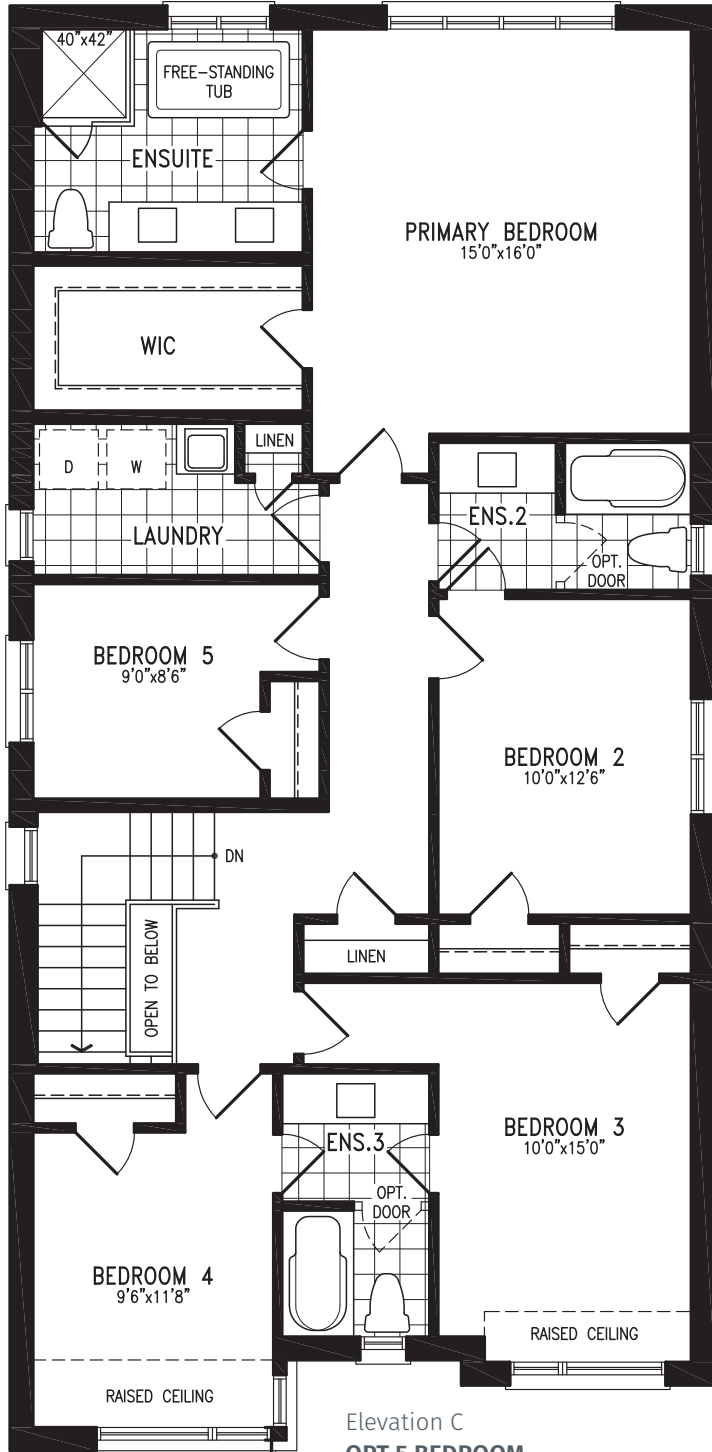 40"x42"
FREE-STANDING
TUB
ENSUITE
PRIMARY BEDROOM
15'0"x16'0"
WIC
LINEN
D
W
LAUNDRY
ENS.2
OPT.
DOOR
BEDROOM 5
9'0"x8'6"
BEDROOM 2
10'0"x12'6"
DN
OPEN TO BELOW
LINEN
BEDROOM 3
10'0"x15'0"
ENS.3
OPT.
DOOR
BEDROOM 4
9'6"x11'8"
RAISED CEILING
RAISED CEILING
Elevation C
OPT 5 BEDROOM